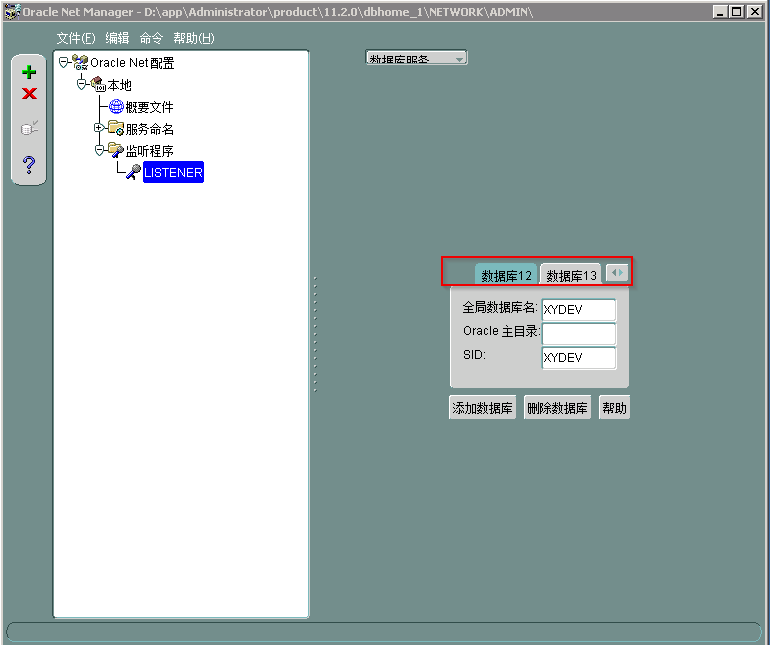 Oracle Net Manager - D:\app\Administrator\product\11.2.0\dbhome_1\NETWORK\ADMIN\
文件(F) 编辑 命令 帮助(H)
Oracle Net配置
本地
概要文件
服务命名
监听程序
LISTENER
数据库服务
数据库12 数据库13
全局数据库名: XYDEV
Oracle 主目录:
SID: XYDEV
添加数据库 删除数据库 帮助